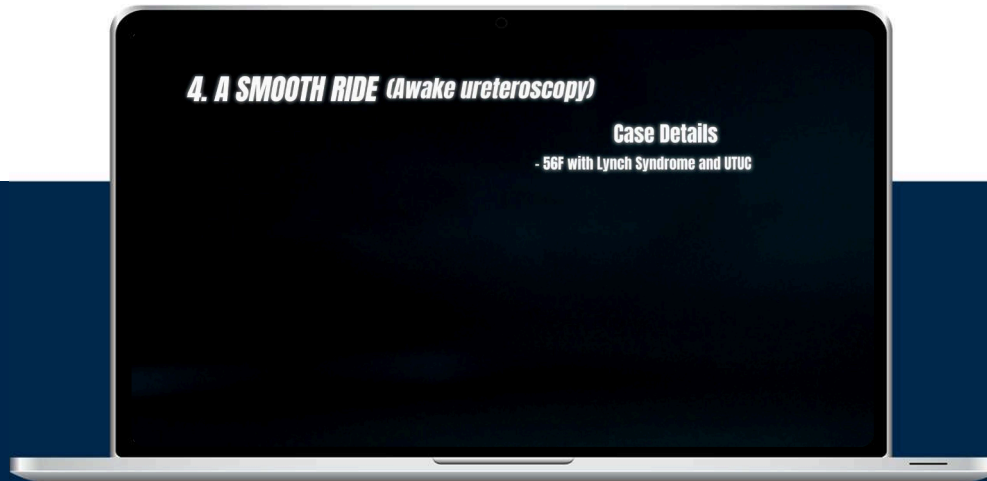 4. A SMOOTH RIDE (Awake ureteroscopy)
Case Details
- 56F with Lynch Syndrome and UTUC